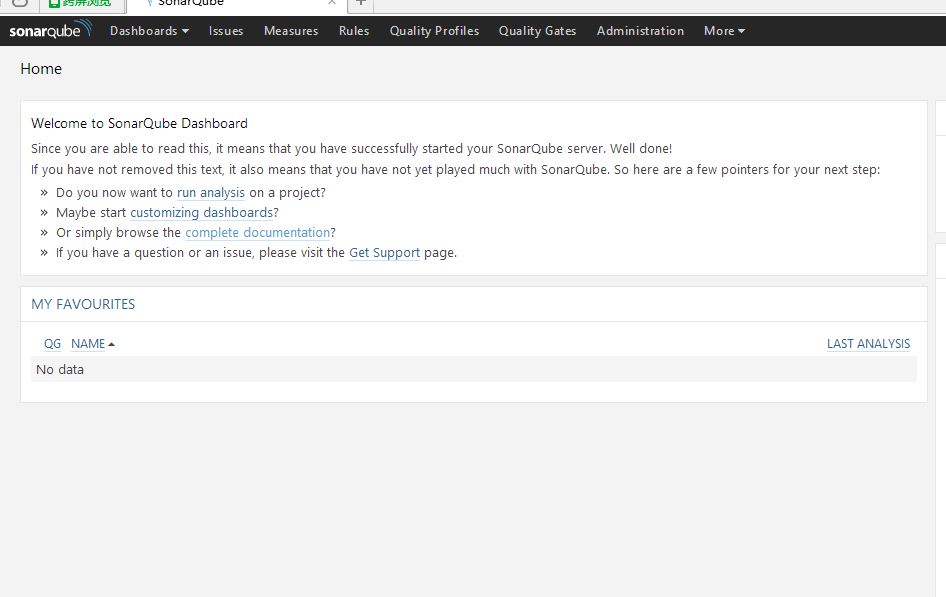 跨屏浏览
SonarQube
sonarqube Dashboards Issues Measures Rules Quality Profiles Quality Gates Administration More
Home
Welcome to SonarQube Dashboard
Since you are able to read this, it means that you have successfully started your SonarQube server. Well done!
If you have not removed this text, it also means that you have not yet played much with SonarQube. So here are a few pointers for your next step:
» Do you now want to run analysis on a project?
» Maybe start customizing dashboards?
» Or simply browse the complete documentation?
» If you have a question or an issue, please visit the Get Support page.
MY FAVOURITES
QG NAME LAST ANALYSIS
No data